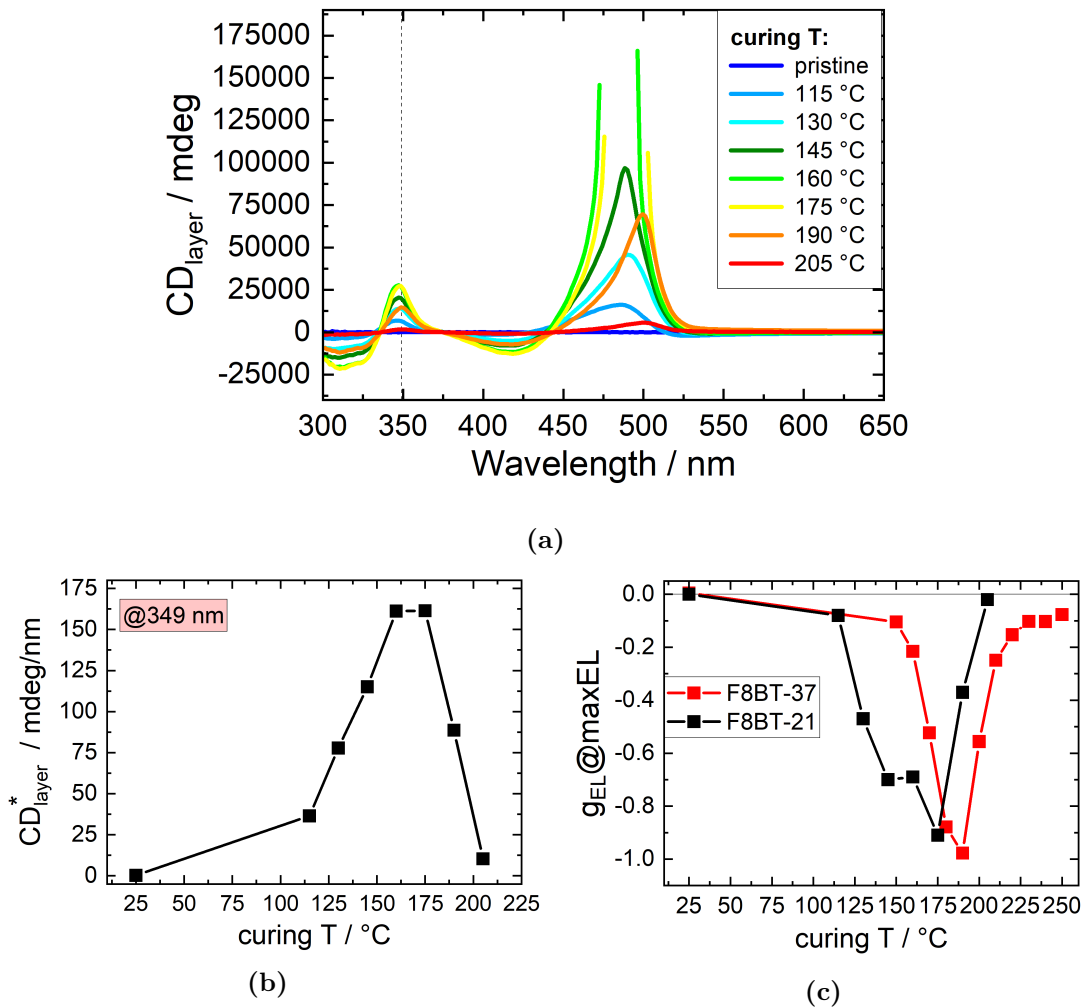 175000
150000
125000
100000
75000
50000
25000
0
-25000
CD_layer / mdeg
300 350 400 450 500 550 600 650
Wavelength / nm
curing T:
pristine
115 °C
130 °C
145 °C
160 °C
175 °C
190 °C
205 °C
(a)
175
150
125
100
75
50
25
0
CD*_layer / mdeg/nm
@349 nm
25 50 75 100 125 150 175 200 225
curing T / °C
(b)
0.0
-0.2
-0.4
-0.6
-0.8
-1.0
g_EL@maxEL
F8BT-37
F8BT-21
25 50 75 100 125 150 175 200 225 250
curing T / °C
(c)